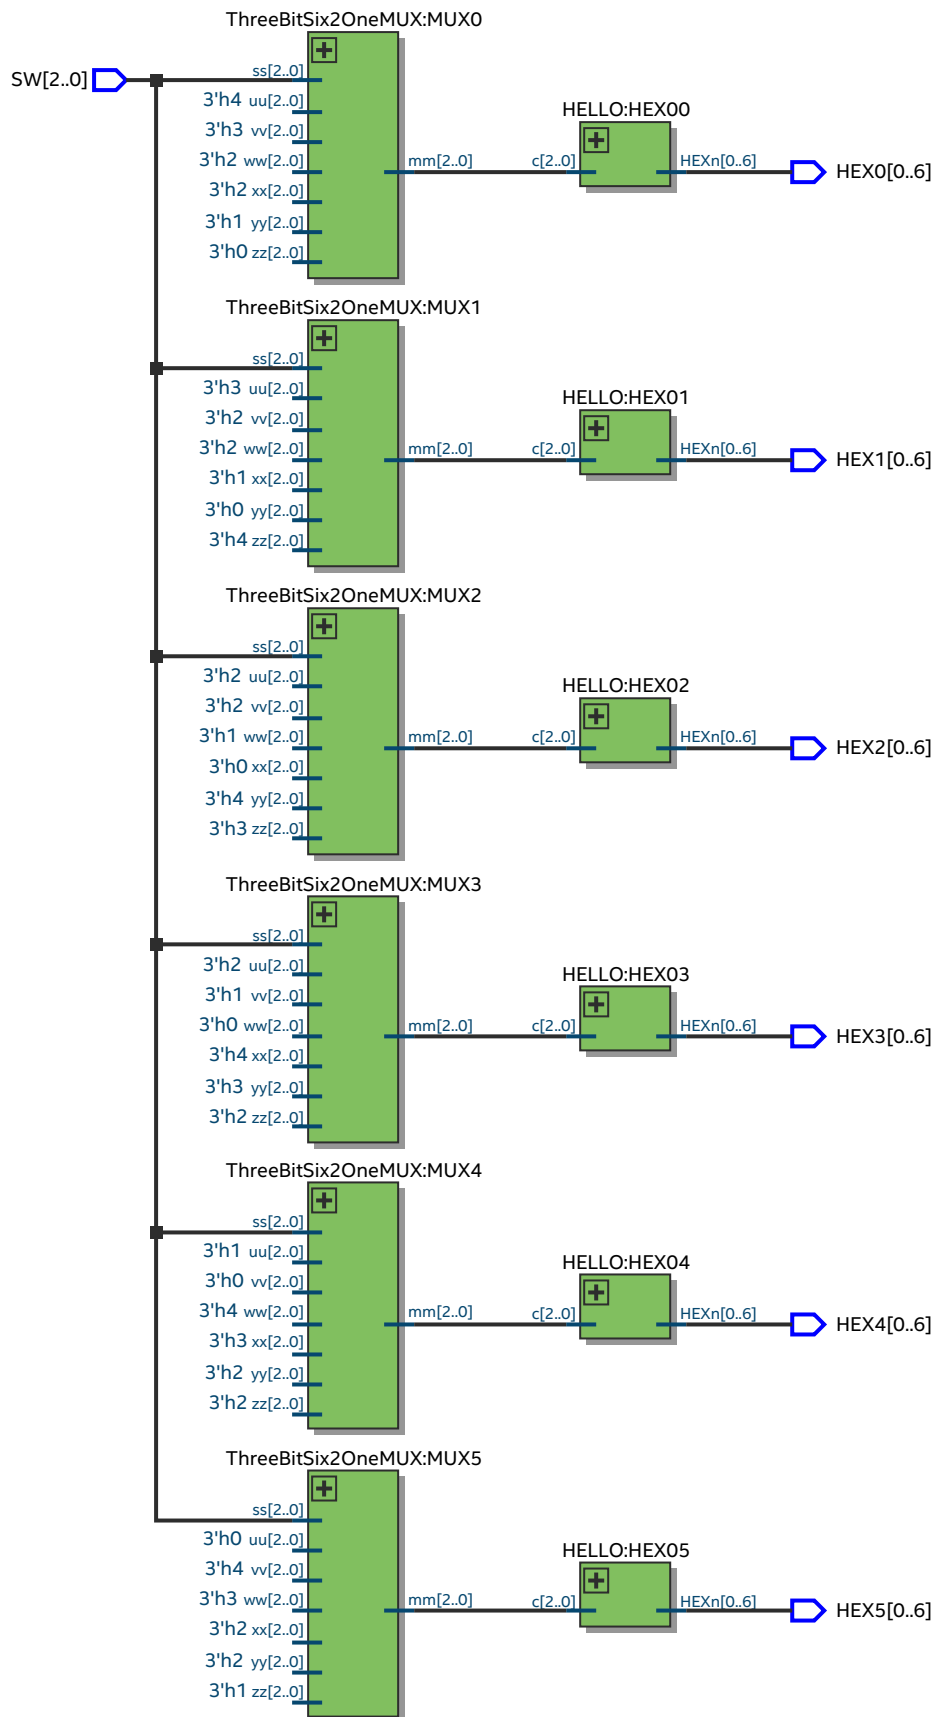 ThreeBitSix2OneMUX:MUX0
SW[2..0]
ss[2..0]
3'h4 uu[2..0]
3'h3 vv[2..0]
3'h2 ww[2..0]
3'h2 xx[2..0]
3'h1 yy[2..0]
3'h0 zz[2..0]
mm[2..0]
HELLO:HEX00
c[2..0]
HEXn[0..6]
HEX0[0..6]
ThreeBitSix2OneMUX:MUX1
ss[2..0]
3'h3 uu[2..0]
3'h2 vv[2..0]
3'h2 ww[2..0]
3'h1 xx[2..0]
3'h0 yy[2..0]
3'h4 zz[2..0]
mm[2..0]
HELLO:HEX01
c[2..0]
HEXn[0..6]
HEX1[0..6]
ThreeBitSix2OneMUX:MUX2
ss[2..0]
3'h2 uu[2..0]
3'h2 vv[2..0]
3'h1 ww[2..0]
3'h0 xx[2..0]
3'h4 yy[2..0]
3'h3 zz[2..0]
mm[2..0]
HELLO:HEX02
c[2..0]
HEXn[0..6]
HEX2[0..6]
ThreeBitSix2OneMUX:MUX3
ss[2..0]
3'h2 uu[2..0]
3'h1 vv[2..0]
3'h0 ww[2..0]
3'h4 xx[2..0]
3'h3 yy[2..0]
3'h2 zz[2..0]
mm[2..0]
HELLO:HEX03
c[2..0]
HEXn[0..6]
HEX3[0..6]
ThreeBitSix2OneMUX:MUX4
ss[2..0]
3'h1 uu[2..0]
3'h0 vv[2..0]
3'h4 ww[2..0]
3'h3 xx[2..0]
3'h2 yy[2..0]
3'h2 zz[2..0]
mm[2..0]
HELLO:HEX04
c[2..0]
HEXn[0..6]
HEX4[0..6]
ThreeBitSix2OneMUX:MUX5
ss[2..0]
3'h0 uu[2..0]
3'h4 vv[2..0]
3'h3 ww[2..0]
3'h2 xx[2..0]
3'h2 yy[2..0]
3'h1 zz[2..0]
mm[2..0]
HELLO:HEX05
c[2..0]
HEXn[0..6]
HEX5[0..6]